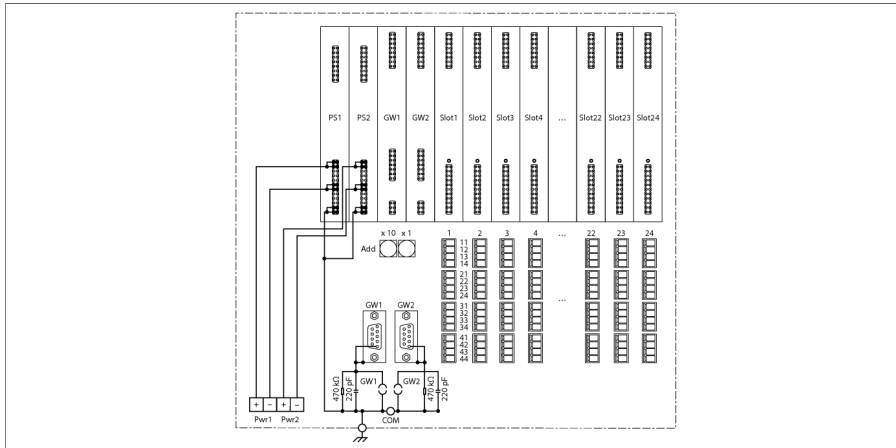 PS1 PS2 GW1 GW2 Slot1 Slot2 Slot3 Slot4 ... Slot22 Slot23 Slot24
x 10 x 1
Add
1 2 3 4 ... 22 23 24
11
12
13
14
21
22
23
24
...
31
32
33
34
41
42
43
44
GW1 GW2
470 kΩ
220 pF
GW1
GW2
470 kΩ
220 pF
COM
+ − + −
Pwr1 Pwr2